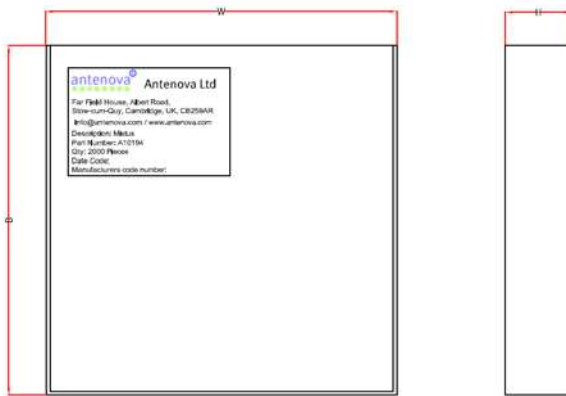 W
H
antenova
Antenova Ltd
Far Field House, Albert Road,
Stow-cum-Quy, Cambridge, UK, CB259AR
info@antenova.com / www.antenova.com
Description: Mistus
Part Number: A10194
Qty: 2000 Pieces
Date Code:
Manufacturers code number: